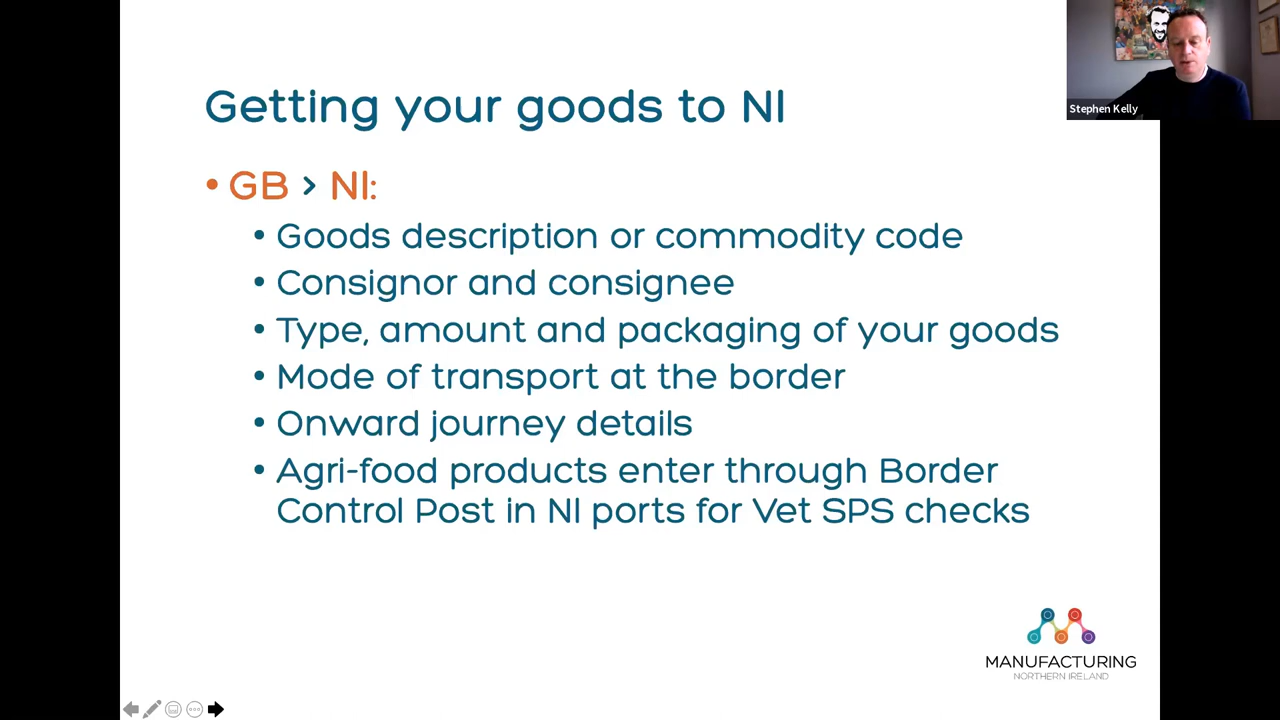 Getting your goods to NI
• GB > NI:
• Goods description or commodity code
• Consignor and consignee
• Type, amount and packaging of your goods
• Mode of transport at the border
• Onward journey details
• Agri-food products enter through Border
Control Post in NI ports for Vet SPS checks
Stephen Kelly
MANUFACTURING
NORTHERN IRELAND